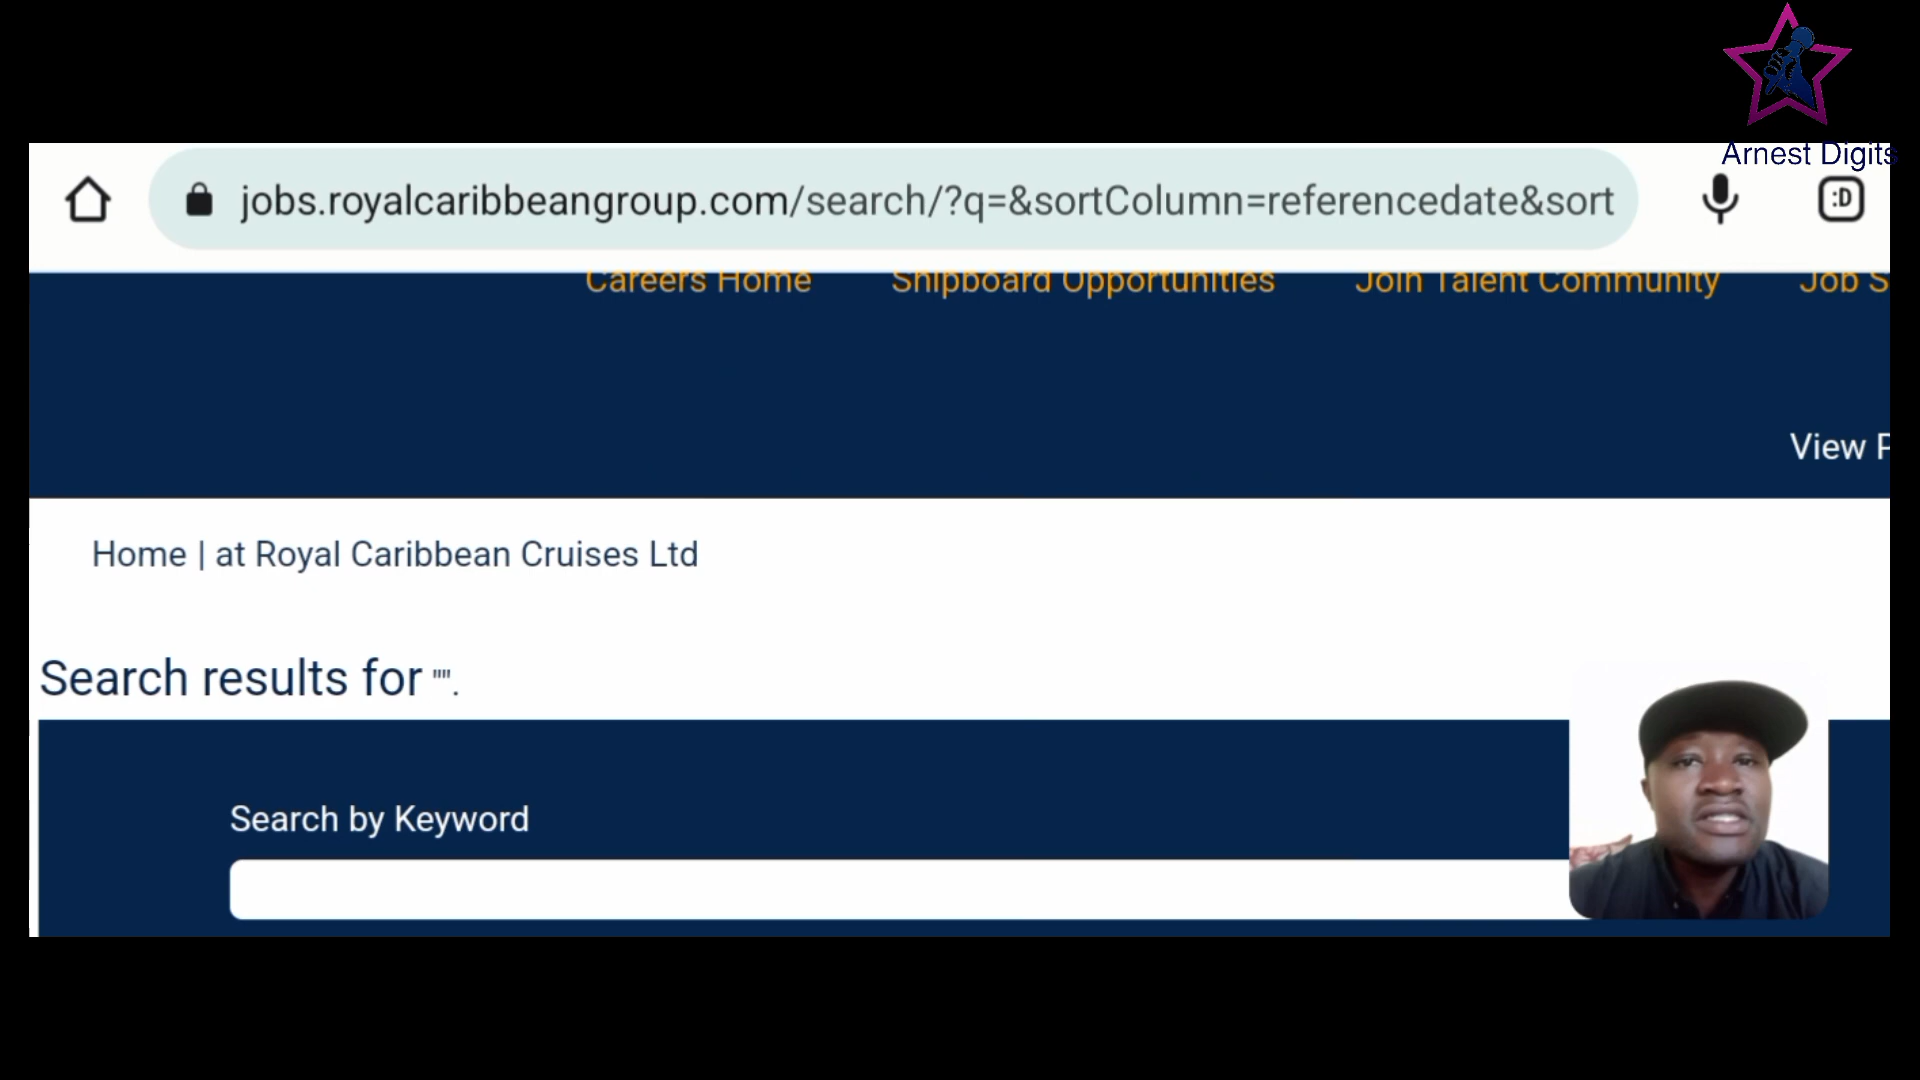 Arnest Digits
jobs.royalcaribbeangroup.com/search/?q=&sortColumn=referencedate&sort
:D
Careers Home Shipboard Opportunities Join Talent Community Job S
View
Home | at Royal Caribbean Cruises Ltd
Search results for "".
Search by Keyword